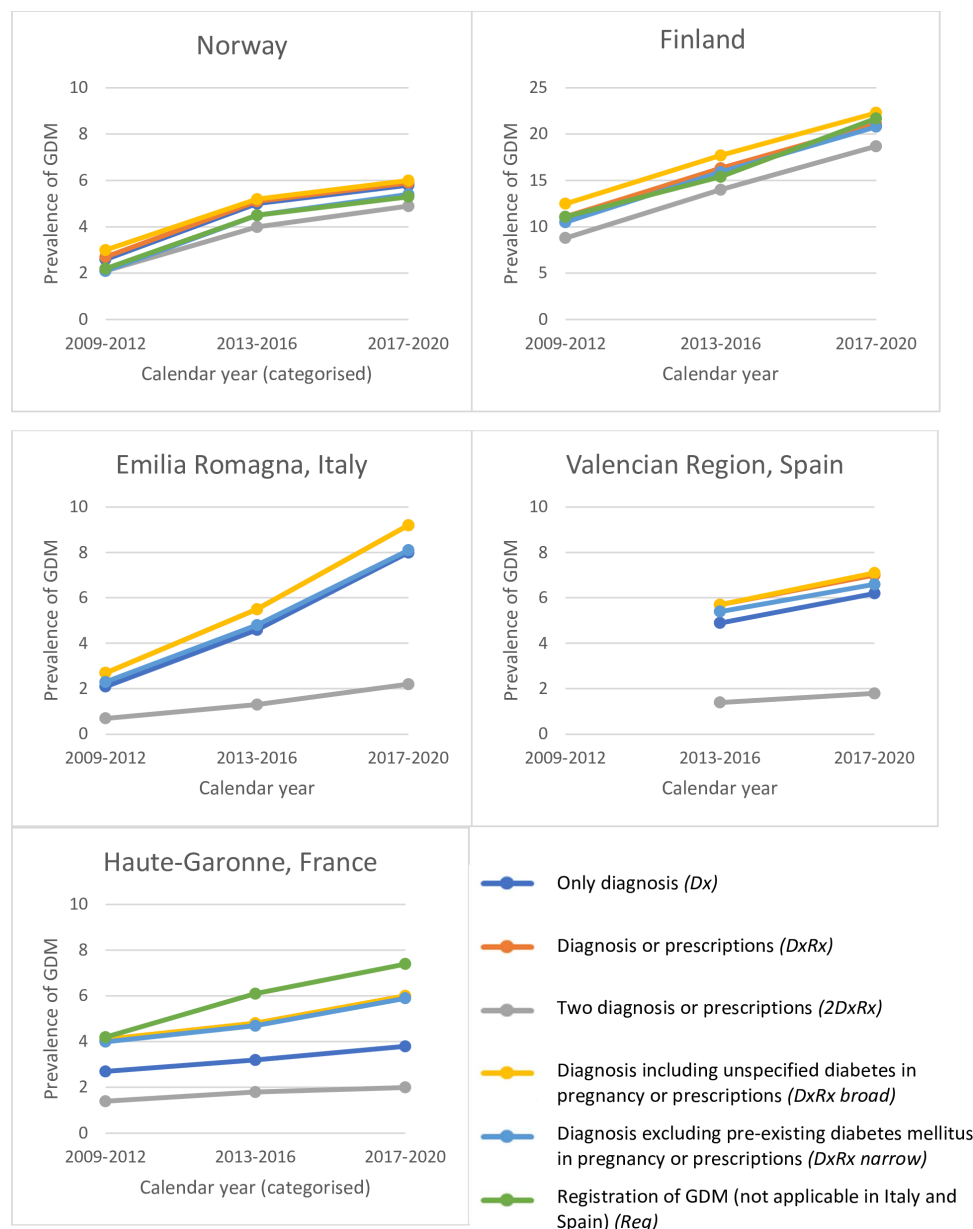 Norway
Prevalence of GDM
10
8
6
4
2
0
2009-2012
2013-2016
2017-2020
Calendar year (categorised)
Finland
Prevalence of GDM
25
20
15
10
5
0
2009-2012
2013-2016
2017-2020
Calendar year
Emilia Romagna, Italy
Prevalence of GDM
10
8
6
4
2
0
2009-2012
2013-2016
2017-2020
Calendar year
Valencian Region, Spain
Prevalence of GDM
10
8
6
4
2
0
2009-2012
2013-2016
2017-2020
Calendar year
Haute-Garonne, France
Prevalence of GDM
10
8
6
4
2
0
2009-2012
2013-2016
2017-2020
Calendar year (categorised)
Only diagnosis (Dx)
Diagnosis or prescriptions (DxRx)
Two diagnosis or prescriptions (2DxRx)
Diagnosis including unspecified diabetes in
pregnancy or prescriptions (DxRx broad)
Diagnosis excluding pre-existing diabetes mellitus
in pregnancy or prescriptions (DxRx narrow)
Registration of GDM (not applicable in Italy and
Spain) (Reg)